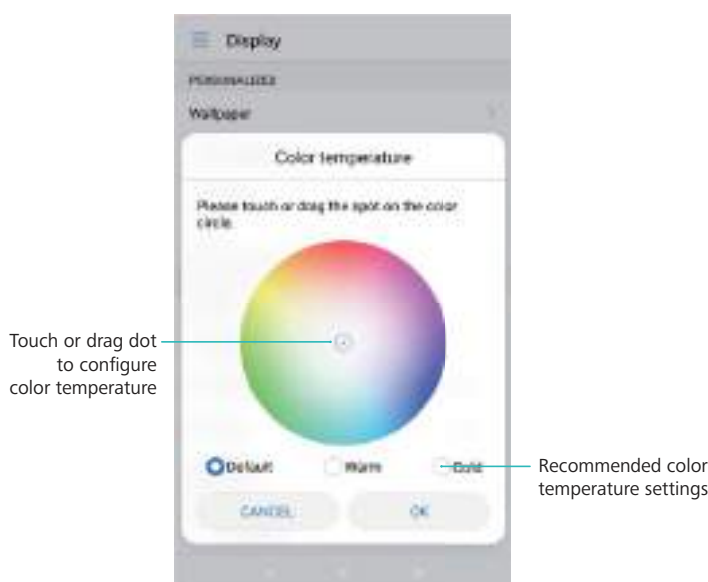 Display
PERSONALIZED
Wallpaper
Color temperature
Please touch or drag the spot on the color
circle.
Touch or drag dot
to configure
color temperature
Default
Warm
Cold
Recommended color
temperature settings
CANCEL
OK